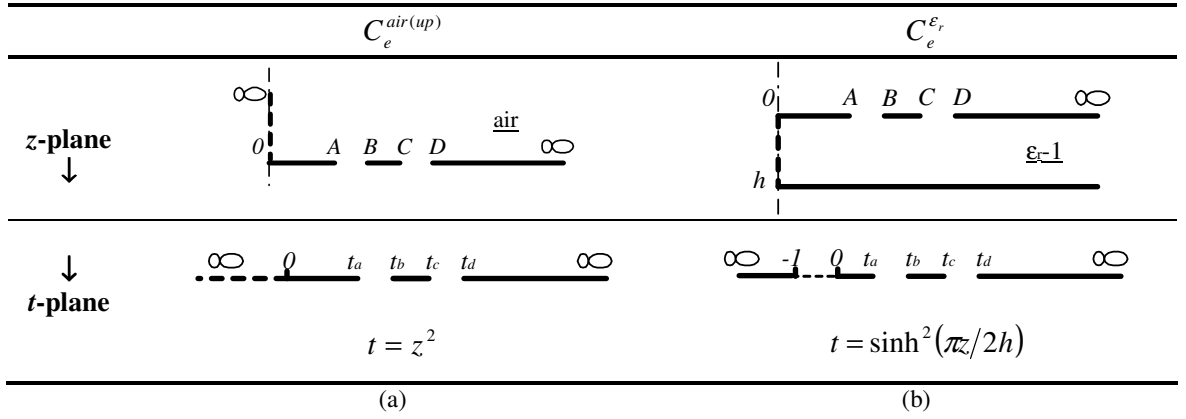 C_e^{air(up)} C_e^{ε_r}
z-plane
↓
∞
0 A B C D air ∞
0 A B C D ∞
ε_r-1
h
↓
t-plane
∞ 0 t_a t_b t_c t_d ∞
∞ -1 0 t_a t_b t_c t_d ∞
t = z^2
t = sinh^2(πz/2h)
(a) (b)